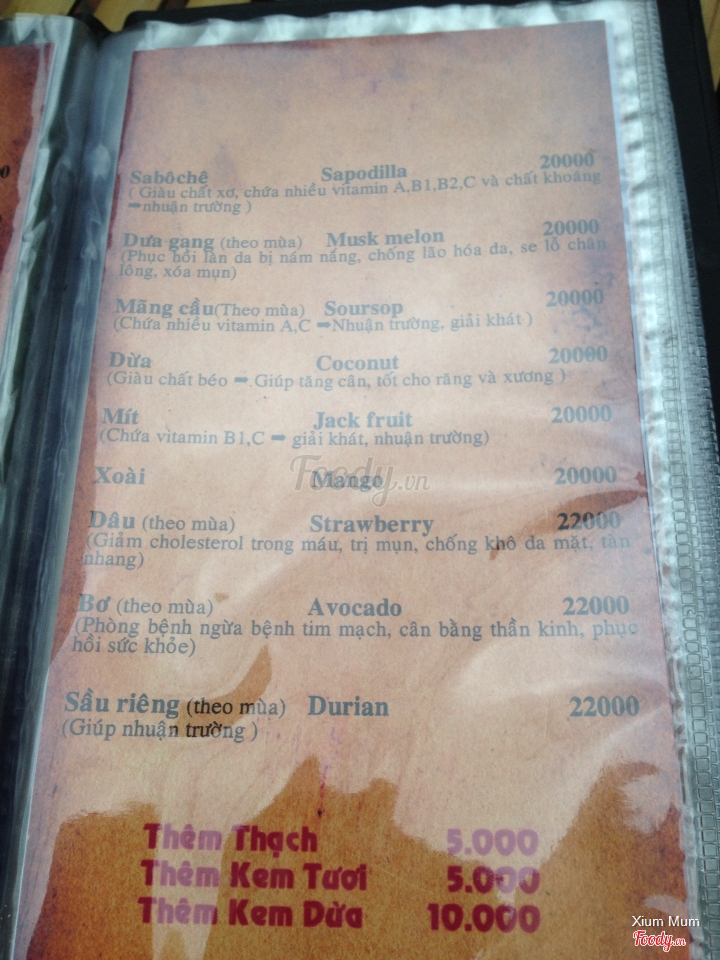 Sabôchê Sapodilla 20000
( Giàu chất xơ, chứa nhiều vitamin A,B1,B2,C và chất khoáng
➡nhuận trường )
Dưa gang (theo mùa) Musk melon 20000
(Phục hồi làn da bị nám nắng, chống lão hóa da, se lỗ chân
lông, xóa mụn)
Mãng cầu(Theo mùa) Soursop 20000
(Chứa nhiều vitamin A,C ➡Nhuận trường, giải khát )
Dừa Coconut 20000
(Giàu chất béo ➡ Giúp tăng cân, tốt cho răng và xương )
Mít Jack fruit 20000
(Chứa vitamin B1,C ➡ giải khát, nhuận trường)
Xoài Mango 20000
Foody.vn
Dâu (theo mùa) Strawberry 22000
(Giảm cholesterol trong máu, trị mụn, chống khô da mặt, tàn
nhang)
Bơ (theo mùa) Avocado 22000
(Phòng bệnh ngừa bệnh tim mạch, cân bằng thần kinh, phục
hồi sức khỏe)
Sầu riêng (theo mùa) Durian 22000
(Giúp nhuận trường )
Thêm Thạch 5.000
Thêm Kem Tươi 5.000
Thêm Kem Dừa 10.000
Xium Mum
Foody.vn